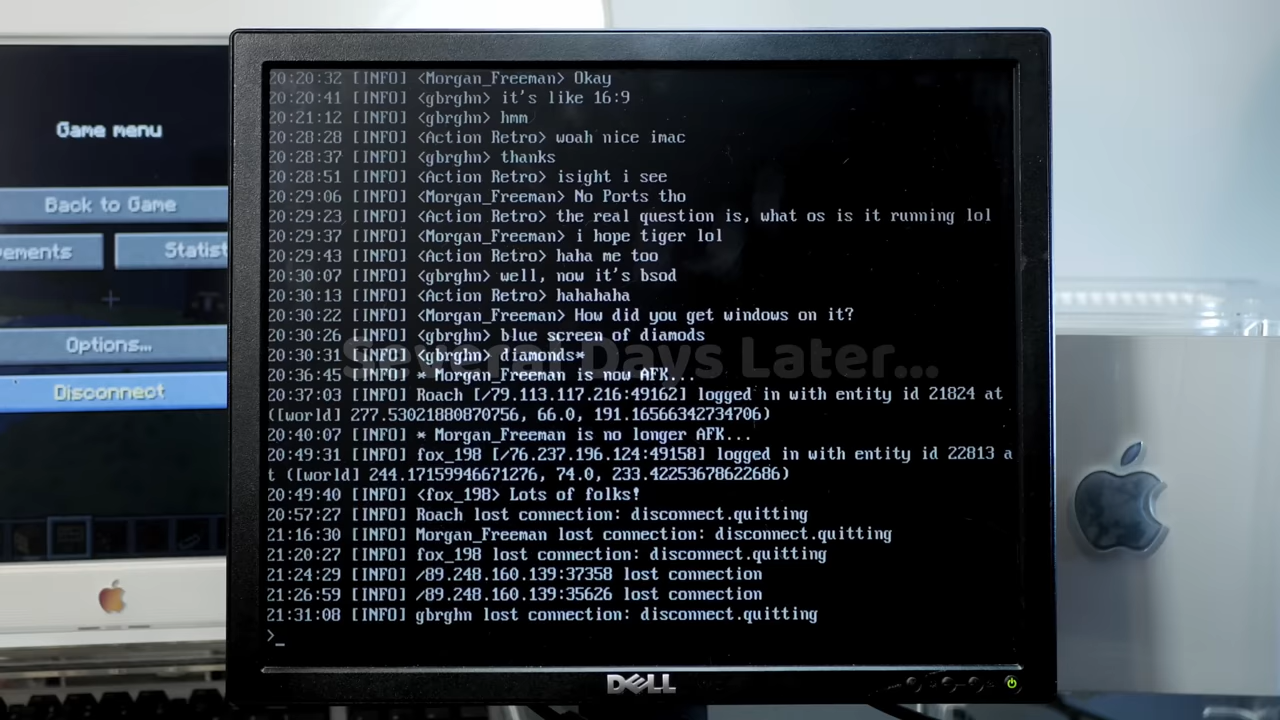 Game menu
Back to Game
ements
Statist
Options...
Disconnect
20:20:32 [INFO] <Morgan_Freeman> Okay
20:20:41 [INFO] <gbrghn> it's like 16:9
20:21:12 [INFO] <gbrghn> hmm
20:28:28 [INFO] <Action Retro> woah nice imac
20:28:37 [INFO] <gbrghn> thanks
20:28:51 [INFO] <Action Retro> isight i see
20:29:06 [INFO] <Morgan_Freeman> No Ports tho
20:29:23 [INFO] <Action Retro> the real question is, what os is it running lol
20:29:37 [INFO] <Morgan_Freeman> i hope tiger lol
20:29:43 [INFO] <Action Retro> haha me too
20:30:07 [INFO] <gbrghn> well, now it's bsod
20:30:13 [INFO] <Action Retro> hahahaha
20:30:22 [INFO] <Morgan_Freeman> How did you get windows on it?
20:30:26 [INFO] <gbrghn> blue screen of diamods
20:30:31 [INFO] <gbrghn> diamonds*
Several Days Later...
20:36:45 [INFO] * Morgan_Freeman is now AFK...
20:37:03 [INFO] Roach [/79.113.117.216:49162] logged in with entity id 21824 at
([world] 277.53021880870756, 66.0, 191.16566342734706)
20:40:07 [INFO] * Morgan_Freeman is no longer AFK...
20:49:31 [INFO] fox_198 [/76.237.196.124:49158] logged in with entity id 22813 a
t ([world] 244.17159946671276, 74.0, 233.42253678622686)
20:49:40 [INFO] <fox_198> Lots of folks!
20:57:27 [INFO] Roach lost connection: disconnect.quitting
21:16:30 [INFO] Morgan_Freeman lost connection: disconnect.quitting
21:20:27 [INFO] fox_198 lost connection: disconnect.quitting
21:24:29 [INFO] /89.248.160.139:37358 lost connection
21:26:59 [INFO] /89.248.160.139:35626 lost connection
21:31:08 [INFO] gbrghn lost connection: disconnect.quitting
>_
DELL